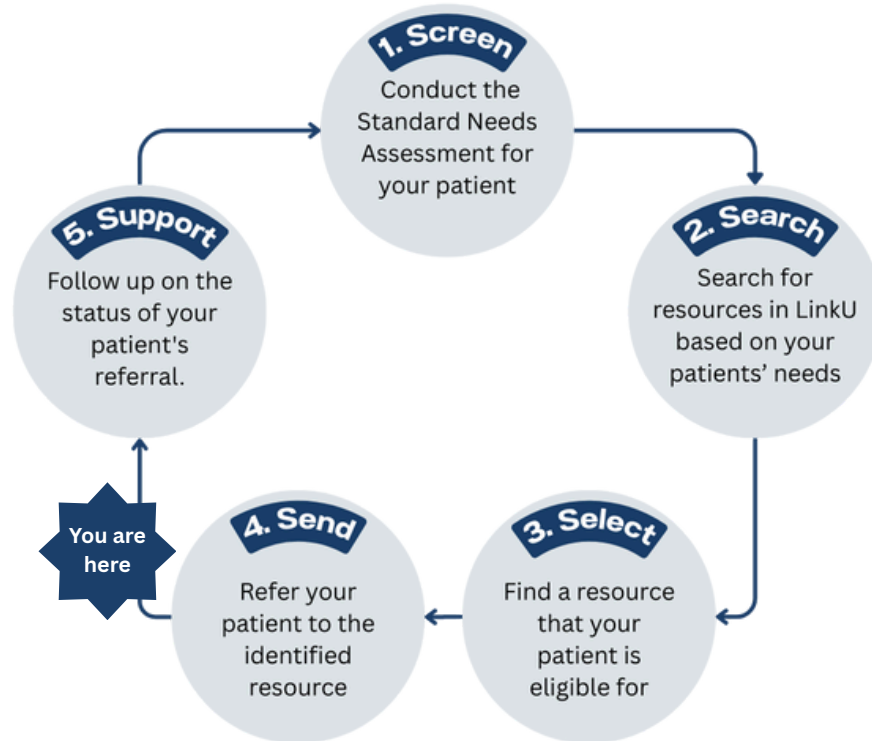 1. Screen
Conduct the
Standard Needs
Assessment for
your patient
2. Search
Search for
resources in LinkU
based on your
patients’ needs
3. Select
Find a resource
that your
patient is
eligible for
4. Send
Refer your
patient to the
identified
resource
You are
here
5. Support
Follow up on the
status of your
patient's
referral.